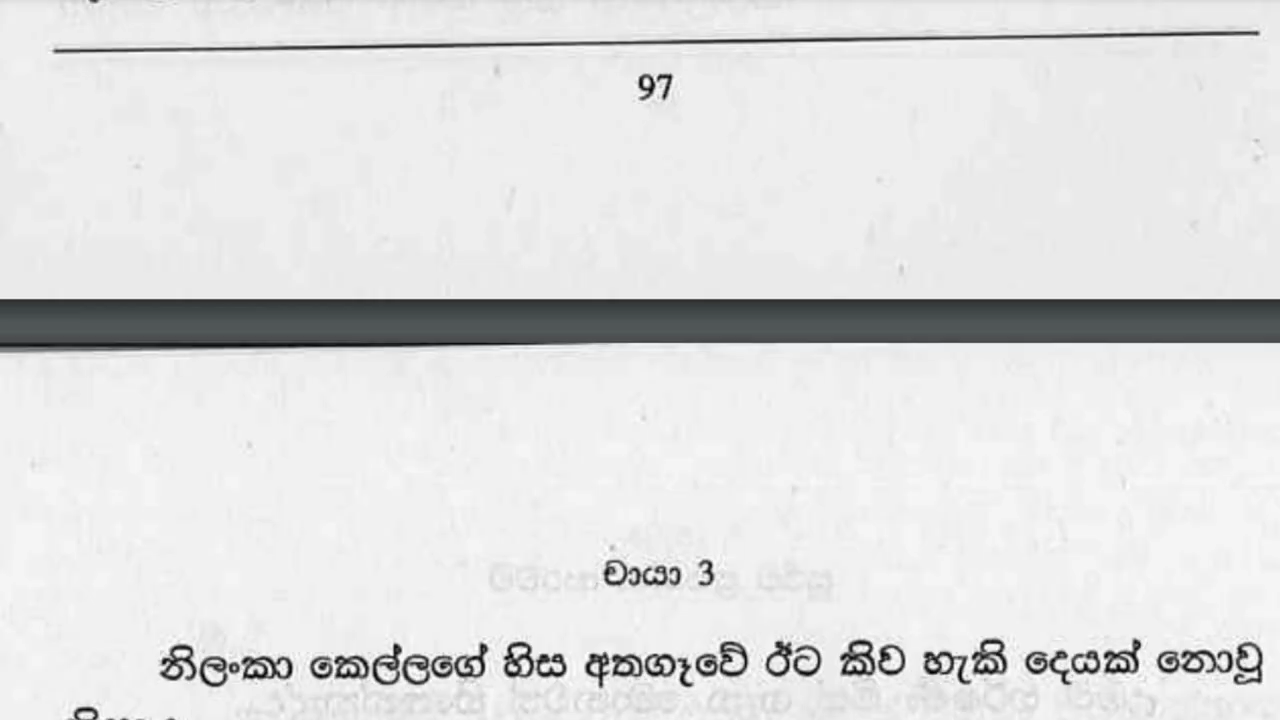 97
චායා 3
නිලංකා කෙල්ලගේ හිස අතගෑවේ ඊට කිව හැකි දෙයක් නොවූ